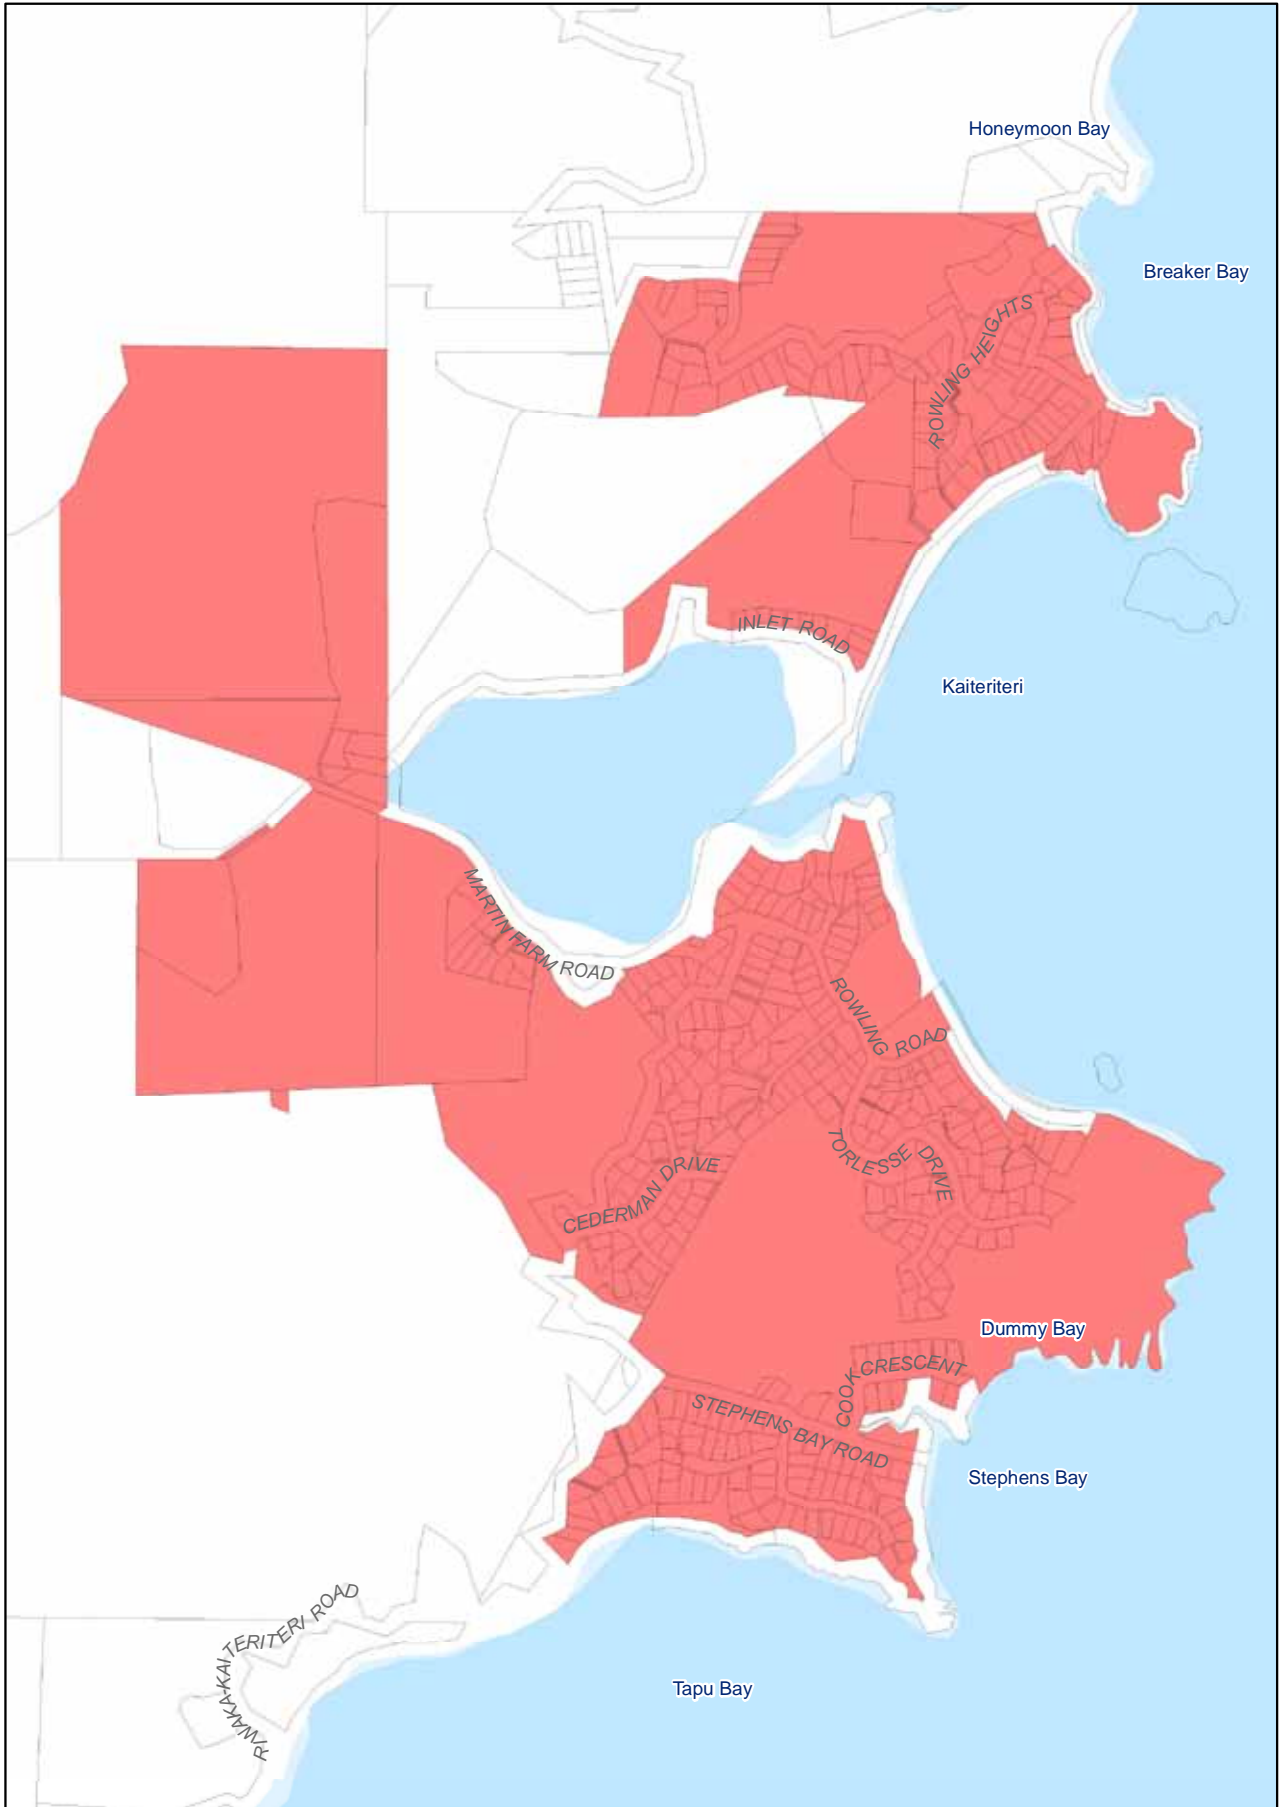 Honeymoon Bay
Breaker Bay
ROWLING HEIGHTS
INLET ROAD
Kaiteriteri
MARTIN FARM ROAD
ROWLING ROAD
TORLESSE DRIVE
CEDERMAN DRIVE
Dummy Bay
COOK CRESCENT
STEPHENS BAY ROAD
Stephens Bay
RIWAKA-KAITERITERI ROAD
Tapu Bay